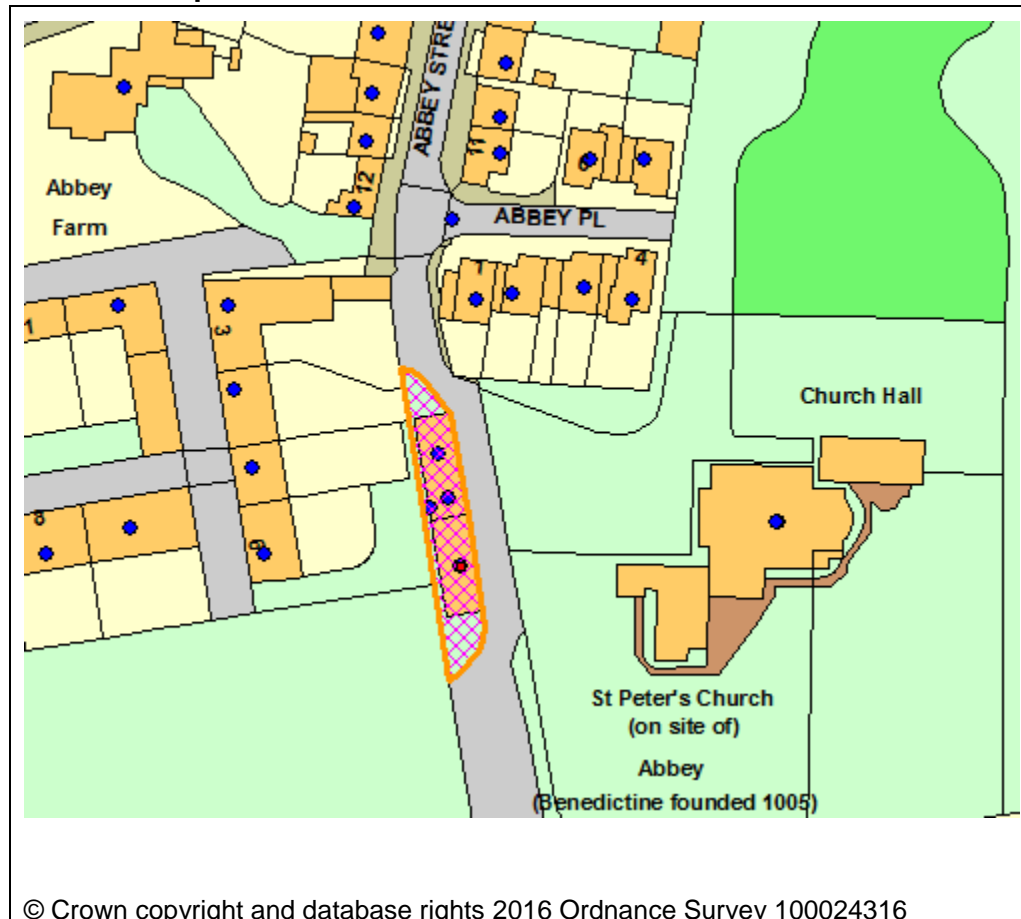 ABBEY STRE
11
12
6
Abbey
Farm
ABBEY PL
1
4
1
3
Church Hall
8
6
St Peter's Church
(on site of)
Abbey
(Benedictine founded 1005)
© Crown copyright and database rights 2016 Ordnance Survey 100024316